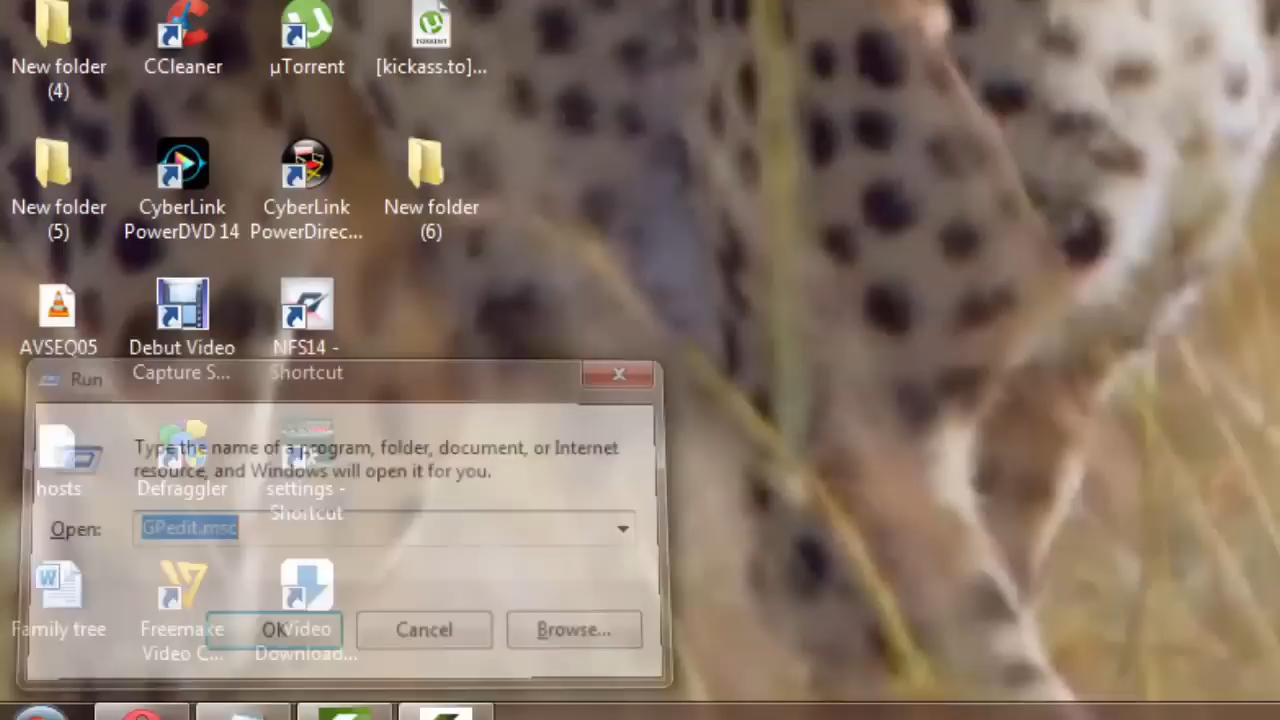 New folder
(4)
CCleaner
µTorrent
TORRENT
[kickass.to]...
New folder
(5)
CyberLink
PowerDVD 14
CyberLink
PowerDirec...
New folder
(6)
AVSEQ05
Debut Video
Capture S...
NFS14 -
Shortcut
Run
Type the name of a program, folder, document, or Internet
resource, and Windows will open it for you.
hosts
Defraggler
settings -
Shortcut
Open:
GPedit.msc
Family tree
Freemake
Video C...
Video
Download...
OK
Cancel
Browse...